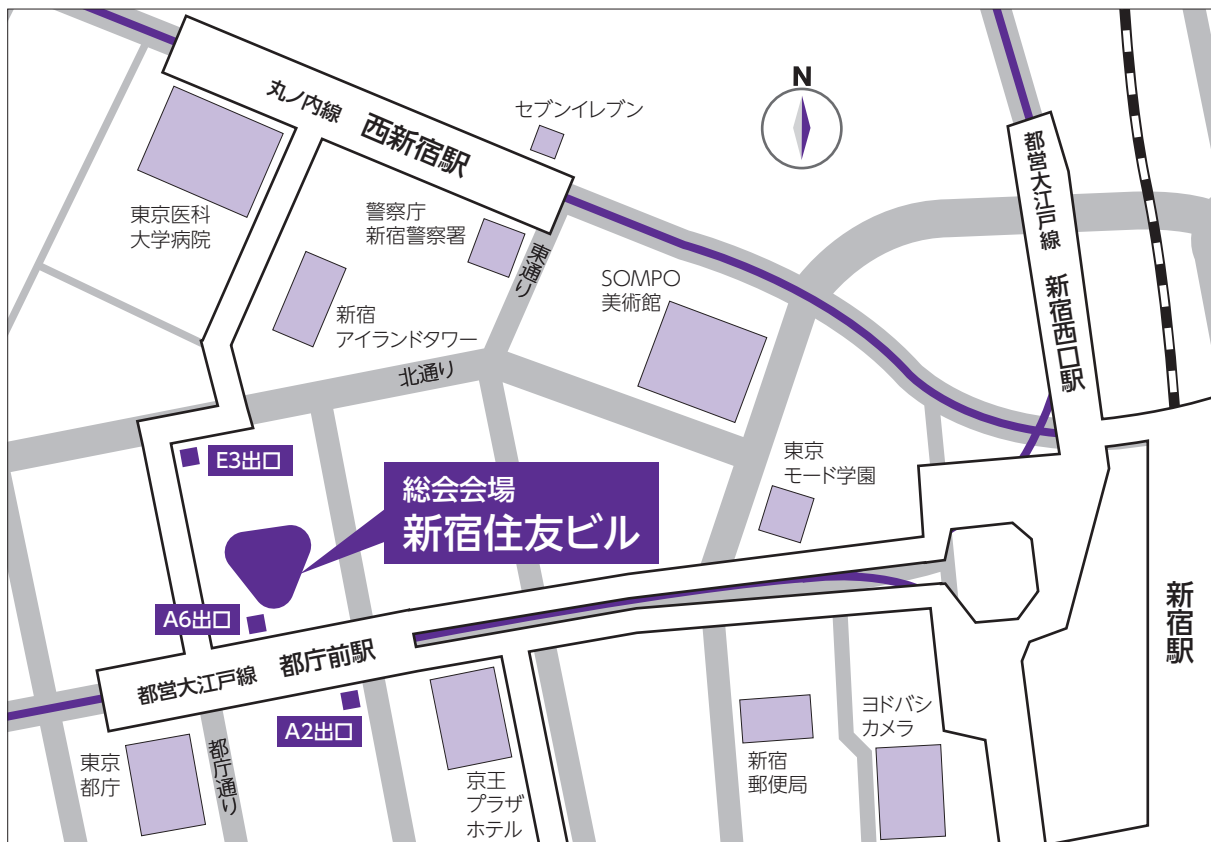 N
丸ノ内線 西新宿駅
セブンイレブン
都営大江戸線 新宿西口駅
東京医科
大学病院
警察庁
新宿警察署
東通り
SOMPO
美術館
新宿
アイランドタワー
北通り
E3出口
東京
モード学園
総会会場
新宿住友ビル
A6出口
都営大江戸線 都庁前駅
新宿駅
A2出口
東京
都庁
都庁通り
京王
プラザ
ホテル
新宿
郵便局
ヨドバシ
カメラ